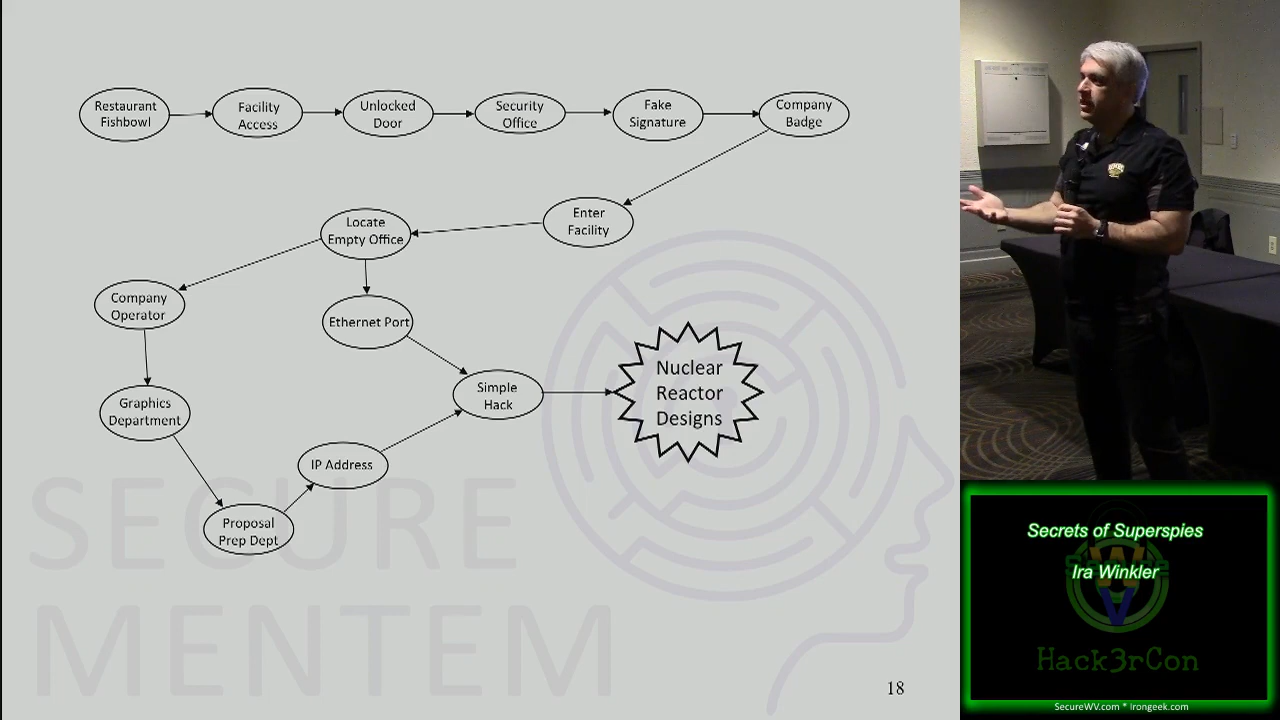 Restaurant
Fishbowl
Facility
Access
Unlocked
Door
Security
Office
Fake
Signature
Company
Badge
Enter
Facility
Locate
Empty Office
Company
Operator
Ethernet Port
Graphics
Department
Simple
Hack
Nuclear
Reactor
Designs
IP Address
Proposal
Prep Dept
SECURE
MENTEM
18
Secrets of Superspies
Ira Winkler
Hack3rCon
SecureWV.com * Irongeek.com